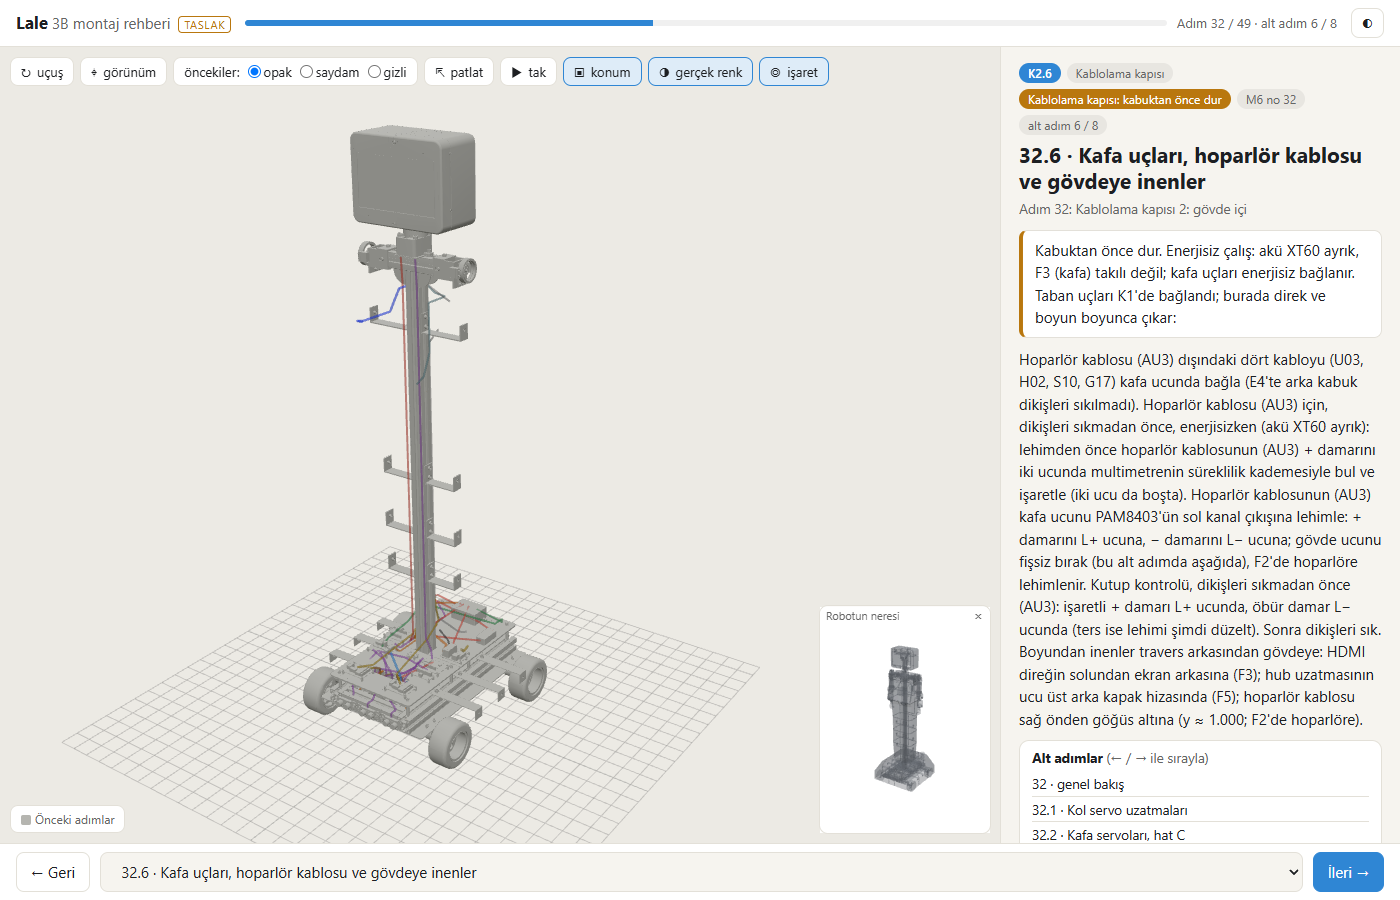 Lale 3B montaj rehberi TASLAK
Adım 32 / 49 · alt adım 6 / 8
↻ uçuş
⌖ görünüm
öncekiler: opak saydam gizli
⇱ patlat
▶ tak
▣ konum
◑ gerçek renk
◎ işaret
K2.6 Kablolama kapısı
Kablolama kapısı: kabuktan önce dur M6 no 32
alt adım 6 / 8
32.6 · Kafa uçları, hoparlör kablosu
ve gövdeye inenler
Adım 32: Kablolama kapısı 2: gövde içi
Kabuktan önce dur. Enerjisiz çalış: akü XT60 ayrık,
F3 (kafa) takılı değil; kafa uçları enerjisiz bağlanır.
Taban uçları K1'de bağlandı; burada direk ve
boyun boyunca çıkar:
Hoparlör kablosu (AU3) dışındaki dört kabloyu (U03,
H02, S10, G17) kafa ucunda bağla (E4'te arka kabuk
dikişleri sıkılmadı). Hoparlör kablosu (AU3) için,
dikişleri sıkmadan önce, enerjisizken (akü XT60 ayrık):
lehimden önce hoparlör kablosunun (AU3) + damarını
iki ucunda multimetrenin süreklilik kademesiyle bul ve
işaretle (iki ucu da boşta). Hoparlör kablosunun (AU3)
kafa ucunu PAM8403'ün sol kanal çıkışına lehimle: +
damarını L+ ucuna, − damarını L− ucuna; gövde ucunu
fişsiz bırak (bu alt adımda aşağıda), F2'de hoparlöre
lehimlenir. Kutup kontrolü, dikişleri sıkmadan önce
(AU3): işaretli + damarı L+ ucunda, öbür damar L−
ucunda (ters ise lehimi şimdi düzelt). Sonra dikişleri sık.
Boyundan inenler travers arkasından gövdeye: HDMI
direğin solundan ekran arkasına (F3); hub uzatmasının
ucu üst arka kapak hizasında (F5); hoparlör kablosu
sağ önden göğüs altına (y ≈ 1.000; F2'de hoparlöre).
Alt adımlar (← / → ile sırayla)
32 · genel bakış
32.1 · Kol servo uzatmaları
32.2 · Kafa servoları, hat C
Robotun neresi ×
Önceki adımlar
← Geri
32.6 · Kafa uçları, hoparlör kablosu ve gövdeye inenler
İleri →